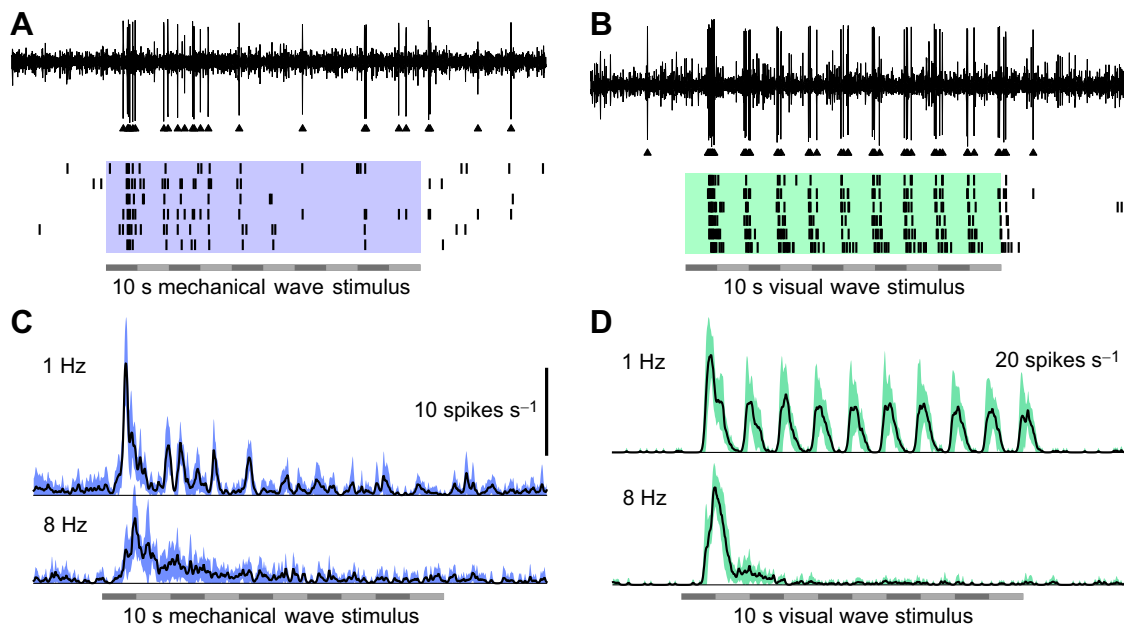 A
B
10 s mechanical wave stimulus
10 s visual wave stimulus
C
D
1 Hz
10 spikes s⁻¹
1 Hz
20 spikes s⁻¹
8 Hz
8 Hz
10 s mechanical wave stimulus
10 s visual wave stimulus